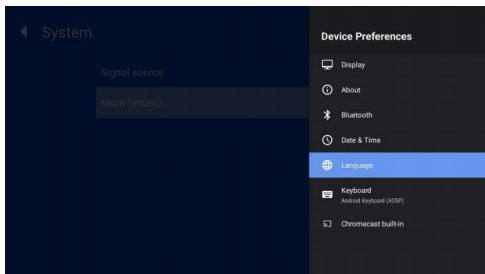 System
Signal source
More Settings
Device Preferences
Display
About
Bluetooth
Date & Time
Language
Keyboard
Android Keyboard (AOSP)
Chromecast built-in